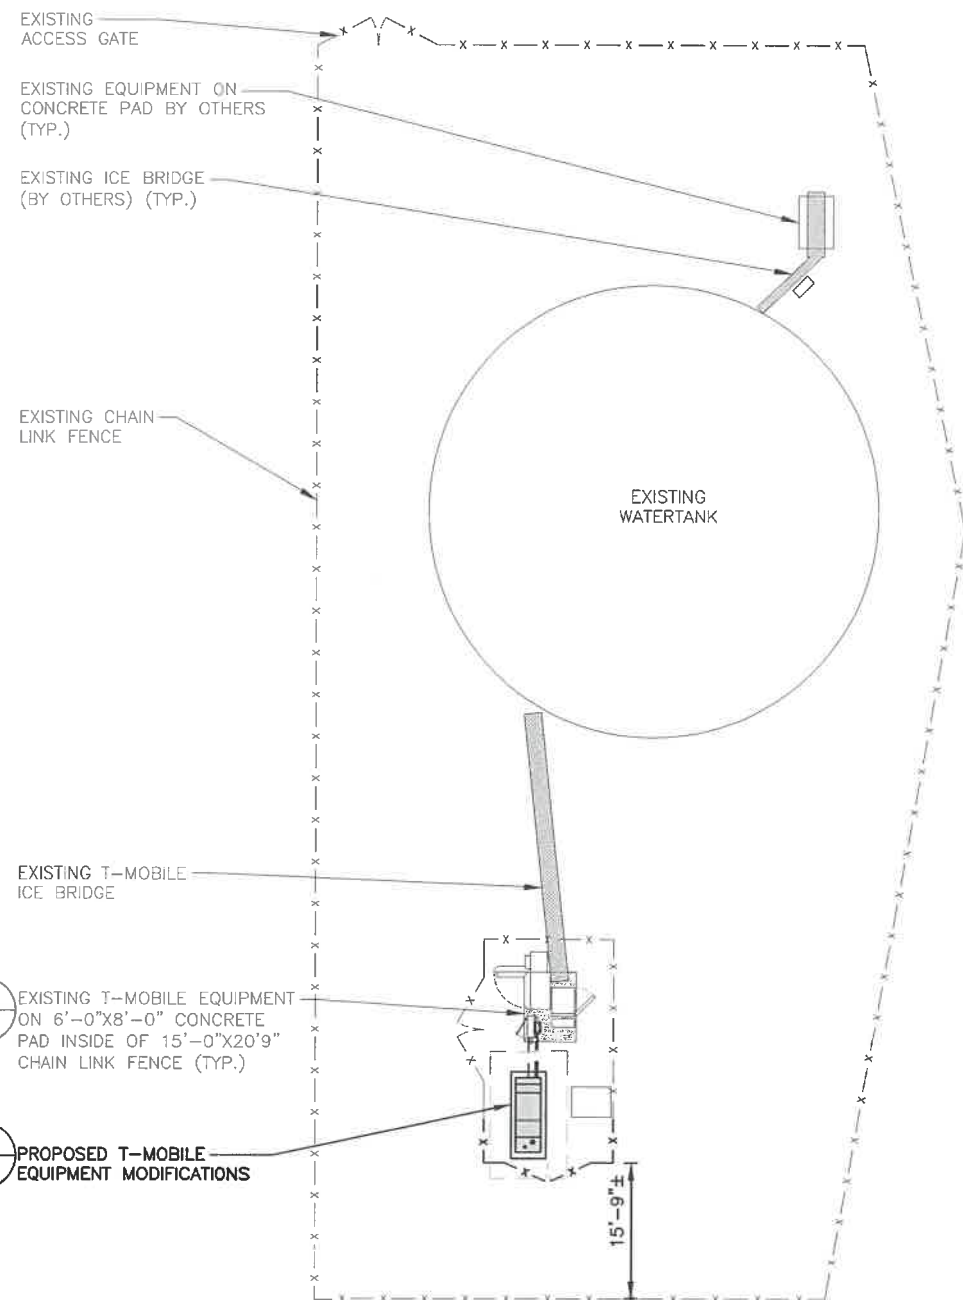 EXISTING
ACCESS GATE
EXISTING EQUIPMENT ON
CONCRETE PAD BY OTHERS
(TYP.)
EXISTING ICE BRIDGE
(BY OTHERS) (TYP.)
EXISTING CHAIN
LINK FENCE
EXISTING
WATERTANK
EXISTING T-MOBILE
ICE BRIDGE
EXISTING T-MOBILE EQUIPMENT
ON 6'-0"X8'-0" CONCRETE
PAD INSIDE OF 15'-0"X20'9"
CHAIN LINK FENCE (TYP.)
PROPOSED T-MOBILE
EQUIPMENT MODIFICATIONS
15'-9"±